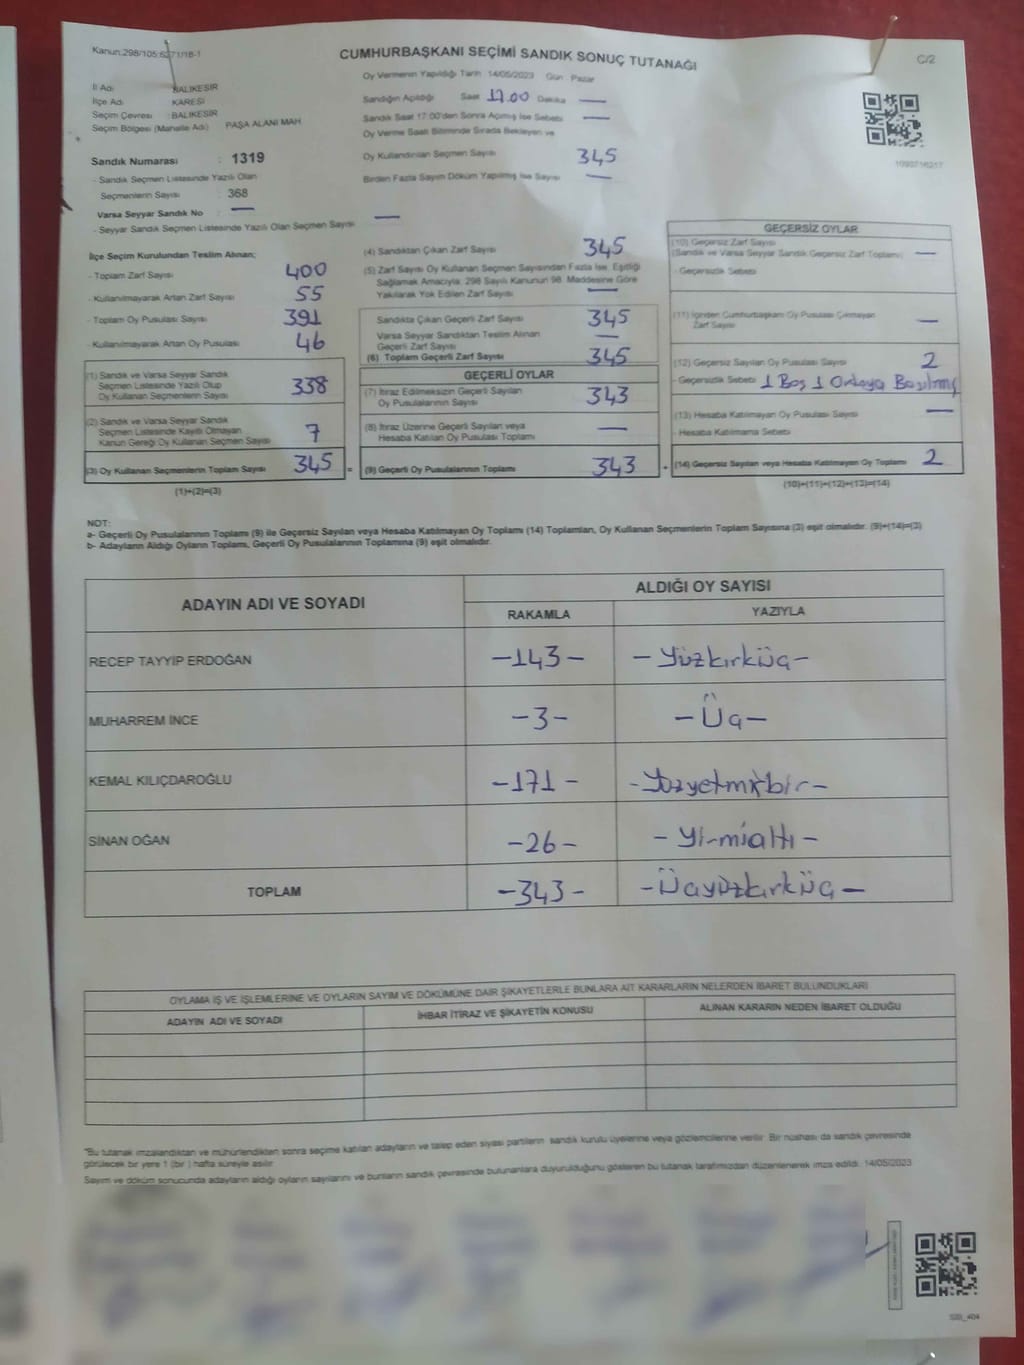 Kanun:298/105:6271/18-1
CUMHURBAŞKANI SEÇİMİ SANDIK SONUÇ TUTANAĞI
C/2
İl Adı : BALIKESİR
İlçe Adı : KARESİ
Seçim Çevresi : BALIKESİR
Seçim Bölgesi (Mahalle Adı) : PAŞA ALANI MAH
Sandık Numarası : 1319
- Sandık Seçmen Listesinde Yazılı Olan
Seçmenlerin Sayısı : 368
Varsa Seyyar Sandık No : —
- Seyyar Sandık Seçmen Listesinde Yazılı Olan Seçmen Sayısı —
Oy Vermenin Yapıldığı Tarih 14/05/2023 Gün Pazar
Sandığın Açıldığı Saat 17.00 Dakika —
Sandık Saat 17:00'den Sonra Açılmış İse Sebebi —
Oy Verme Saati Bitiminde Sırada Bekleyen ve
Oy Kullandırılan Seçmen Sayısı 345
Birden Fazla Sayım Döküm Yapılmış İse Sayısı —
1093716217
İlçe Seçim Kurulundan Teslim Alınan;
- Toplam Zarf Sayısı 400
- Kullanılmayarak Artan Zarf Sayısı 55
- Toplam Oy Pusulası Sayısı 391
- Kullanılmayarak Artan Oy Pusulası 46
(1) Sandık ve Varsa Seyyar Sandık
Seçmen Listesinde Yazılı Olup
Oy Kullanan Seçmenlerin Sayısı 338
(2) Sandık ve Varsa Seyyar Sandık
Seçmen Listesinde Kayıtlı Olmayan
Kanun Gereği Oy Kullanan Seçmen Sayısı 7
(3) Oy Kullanan Seçmenlerin Toplam Sayısı 345 =
(1)+(2)=(3)
(4) Sandıktan Çıkan Zarf Sayısı 345
(5) Zarf Sayısı Oy Kullanan Seçmen Sayısından Fazla İse, Eşitliği
Sağlamak Amacıyla; 298 Sayılı Kanunun 98. Maddesine Göre
Yakılarak Yok Edilen Zarf Sayısı —
Sandıkta Çıkan Geçerli Zarf Sayısı 345
Varsa Seyyar Sandıktan Teslim Alınan
Geçerli Zarf Sayısı —
(6) Toplam Geçerli Zarf Sayısı 345
GEÇERLİ OYLAR
(7) İtiraz Edilmeksizin Geçerli Sayılan
Oy Pusulalarının Sayısı 343
(8) İtiraz Üzerine Geçerli Sayılan veya
Hesaba Katılan Oy Pusulası Toplamı —
(9) Geçerli Oy Pusulalarının Toplamı 343 +
GEÇERSİZ OYLAR
(10) Geçersiz Zarf Sayısı
(Sandık ve Varsa Seyyar Sandık Geçersiz Zarf Toplamı) —
- Geçersizlik Sebebi
(11) İçinden Cumhurbaşkanı Oy Pusulası Çıkmayan
Zarf Sayısı —
(12) Geçersiz Sayılan Oy Pusulası Sayısı 2
- Geçersizlik Sebebi 1 Boş 1 Ortaya Basılmış
(13) Hesaba Katılmayan Oy Pusulası Sayısı —
- Hesaba Katılmama Sebebi
(14) Geçersiz Sayılan veya Hesaba Katılmayan Oy Toplamı 2
(10)+(11)+(12)+(13)=(14)
NOT:
a- Geçerli Oy Pusulalarının Toplamı (9) ile Geçersiz Sayılan veya Hesaba Katılmayan Oy Toplamı (14) Toplamları, Oy Kullanan Seçmenlerin Toplam Sayısına (3) eşit olmalıdır. (9)+(14)=(3)
b- Adayların Aldığı Oyların Toplamı, Geçerli Oy Pusulalarının Toplamına (9) eşit olmalıdır.
ADAYIN ADI VE SOYADI
ALDIĞI OY SAYISI
RAKAMLA YAZIYLA
RECEP TAYYİP ERDOĞAN -143- -Yüzkırküç-
MUHARREM İNCE -3- -Üç-
KEMAL KILIÇDAROĞLU -171- -Yüzyetmişbir-
SİNAN OĞAN -26- -Yirmialtı-
TOPLAM -343- -Üçyüzkırküç-
OYLAMA İŞ VE İŞLEMLERİNE VE OYLARIN SAYIM VE DÖKÜMÜNE DAİR ŞİKAYETLERLE BUNLARA AİT KARARLARIN NELERDEN İBARET BULUNDUKLARI
ADAYIN ADI VE SOYADI İHBAR İTİRAZ VE ŞİKAYETİN KONUSU ALINAN KARARIN NEDEN İBARET OLDUĞU
"Bu tutanak imzalandıktan ve mühürlendikten sonra seçime katılan adayların ve talep eden siyasi partilerin sandık kurulu üyelerine veya gözlemcilerine verilir. Bir nüshası da sandık çevresinde
görülecek bir yere 1 (bir) hafta süreyle asılır.
Sayım ve döküm sonucunda adayların aldığı oyların sayılarını ve bunların sandık çevresinde bulunanlara duyurulduğunu gösteren bu tutanak tarafımızdan düzenlenerek imza edildi. 14/05/2023